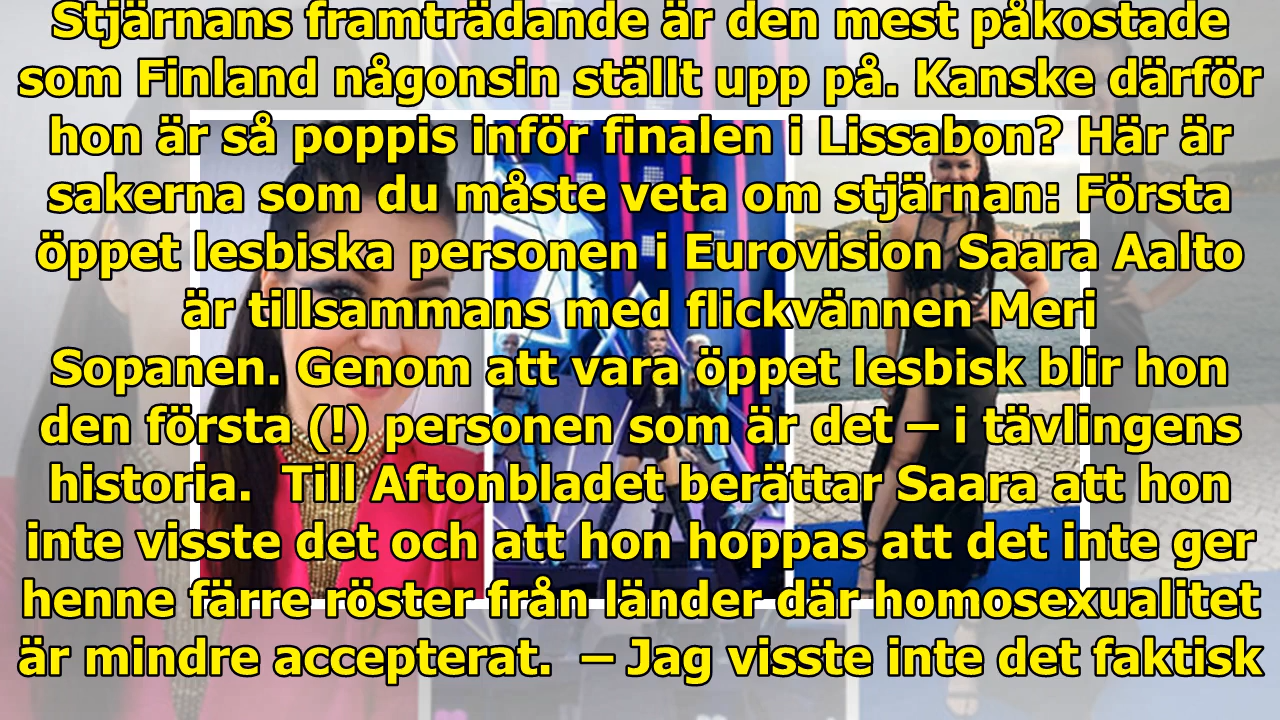 Stjärnans framträdande är den mest påkostade
som Finland någonsin ställt upp på. Kanske därför
hon är så poppis inför finalen i Lissabon? Här är
sakerna som du måste veta om stjärnan: Första
öppet lesbiska personen i Eurovision Saara Aalto
är tillsammans med flickvännen Meri
Sopanen. Genom att vara öppet lesbisk blir hon
den första (!) personen som är det – i tävlingens
historia.  Till Aftonbladet berättar Saara att hon
inte visste det och att hon hoppas att det inte ger
henne färre röster från länder där homosexualitet
är mindre accepterat.  – Jag visste inte det faktisk